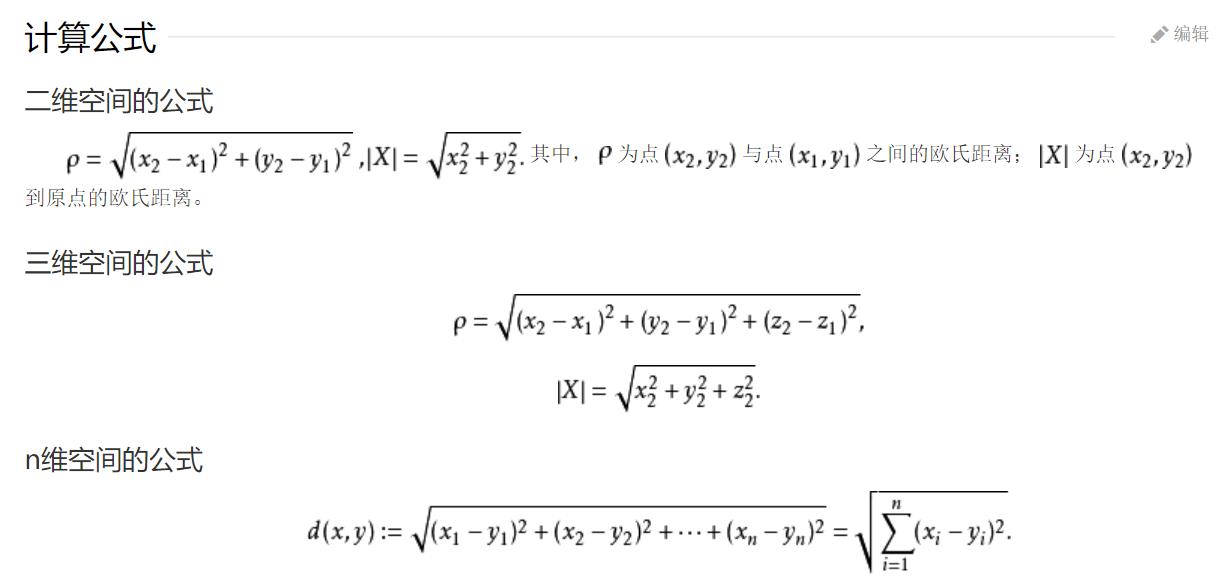 计算公式
编辑
二维空间的公式
ρ = √((x₂ − x₁)² + (y₂ − y₁)²) ,|X| = √(x₂² + y₂²). 其中， ρ 为点 (x₂, y₂) 与点 (x₁, y₁) 之间的欧氏距离； |X| 为点 (x₂, y₂)
到原点的欧氏距离。
三维空间的公式
ρ = √((x₂ − x₁)² + (y₂ − y₁)² + (z₂ − z₁)²),
|X| = √(x₂² + y₂² + z₂²).
n维空间的公式
d(x, y) := √((x₁ − y₁)² + (x₂ − y₂)² + ⋯ + (xₙ − yₙ)²) = √(∑ᵢ₌₁ⁿ (xᵢ − yᵢ)²).